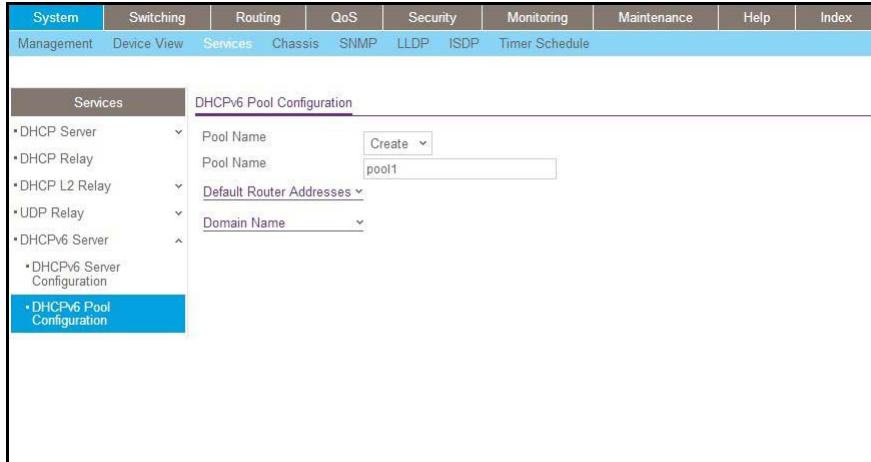 System Switching Routing QoS Security Monitoring Maintenance Help Index
Management Device View Services Chassis SNMP LLDP ISDP Timer Schedule
Services
DHCP Server
DHCP Relay
DHCP L2 Relay
UDP Relay
DHCPv6 Server
DHCPv6 Server
Configuration
DHCPv6 Pool
Configuration
DHCPv6 Pool Configuration
Pool Name Create
Pool Name pool1
Default Router Addresses
Domain Name